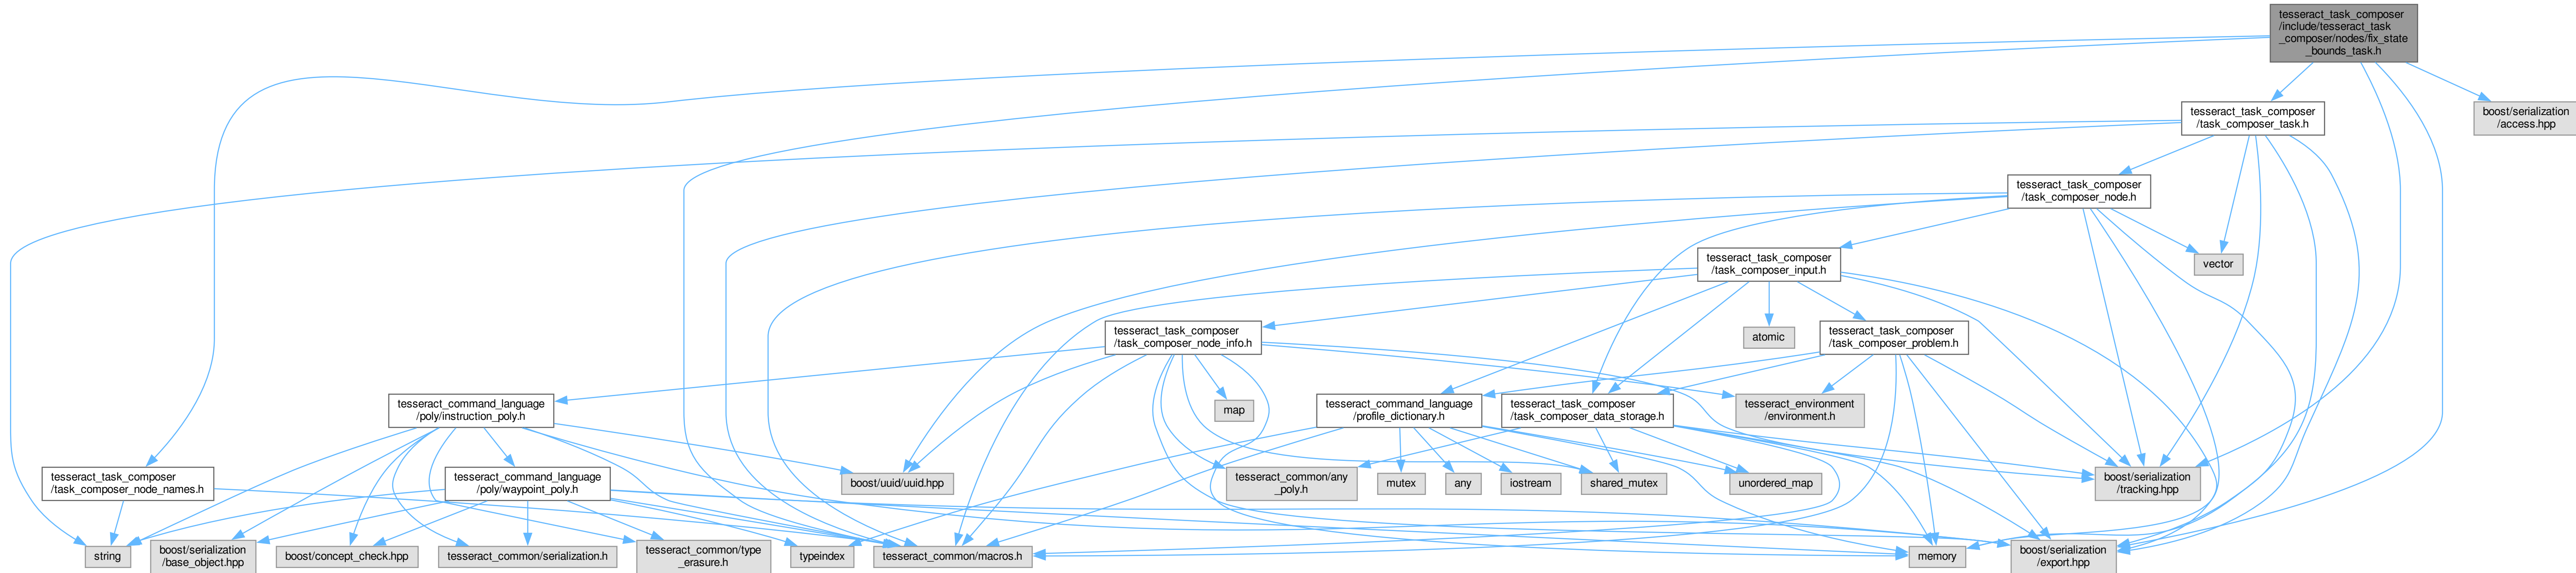 tesseract_task_composer
/include/tesseract_task
_composer/nodes/fix_state
_bounds_task.h
tesseract_task_composer
/task_composer_task.h
boost/serialization
/access.hpp
tesseract_task_composer
/task_composer_node.h
tesseract_task_composer
/task_composer_input.h
vector
tesseract_task_composer
/task_composer_node_info.h
atomic
tesseract_task_composer
/task_composer_problem.h
tesseract_command_language
/poly/instruction_poly.h
map
tesseract_command_language
/profile_dictionary.h
tesseract_task_composer
/task_composer_data_storage.h
tesseract_environment
/environment.h
tesseract_task_composer
/task_composer_node_names.h
tesseract_command_language
/poly/waypoint_poly.h
boost/uuid/uuid.hpp
tesseract_common/any
_poly.h
mutex
any
iostream
shared_mutex
unordered_map
boost/serialization
/tracking.hpp
string
boost/serialization
/base_object.hpp
boost/concept_check.hpp
tesseract_common/serialization.h
tesseract_common/type
_erasure.h
typeindex
tesseract_common/macros.h
memory
boost/serialization
/export.hpp